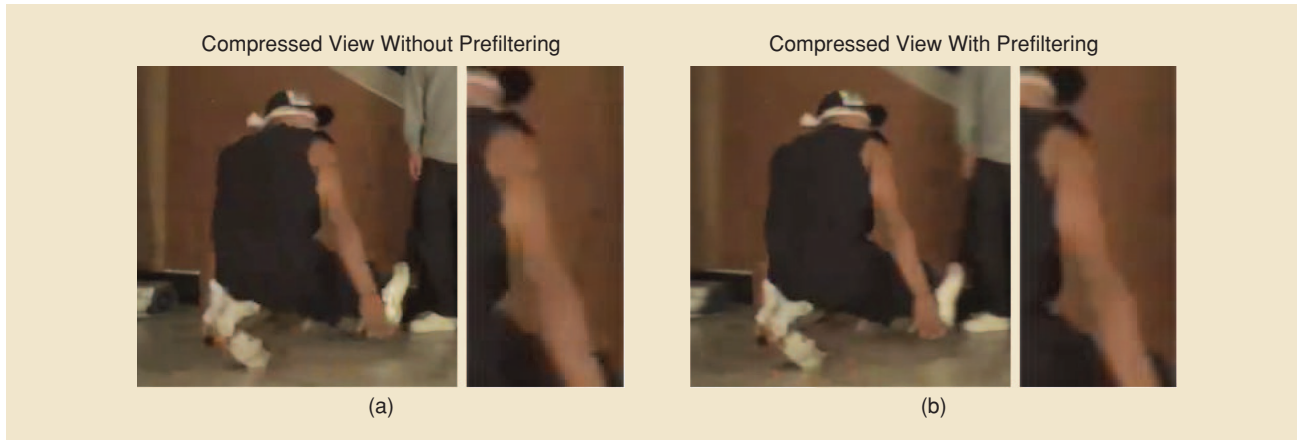 Compressed View Without Prefiltering
Compressed View With Prefiltering
(a)
(b)